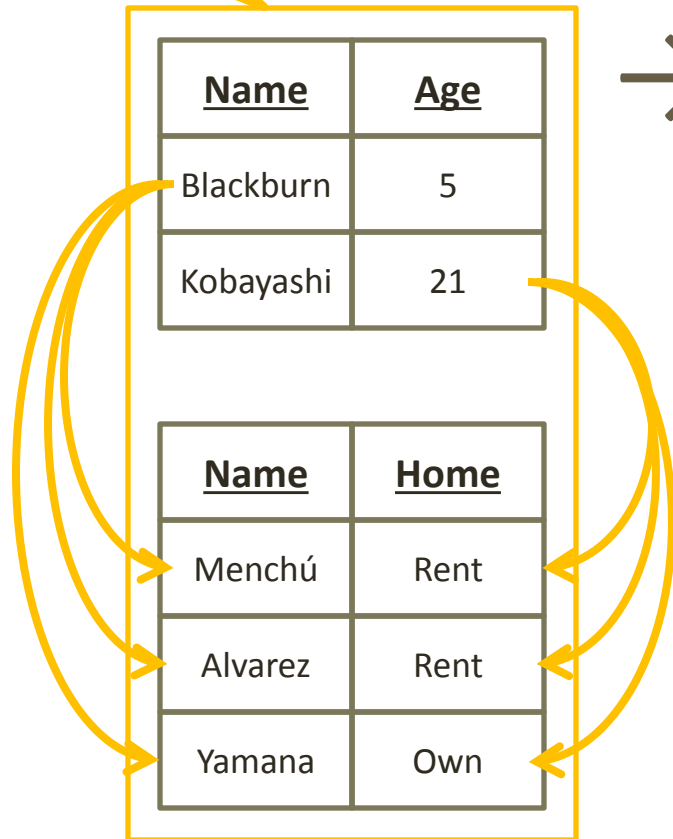 Name Age
Blackburn 5
Kobayashi 21
Name Home
Menchú Rent
Alvarez Rent
Yamana Own